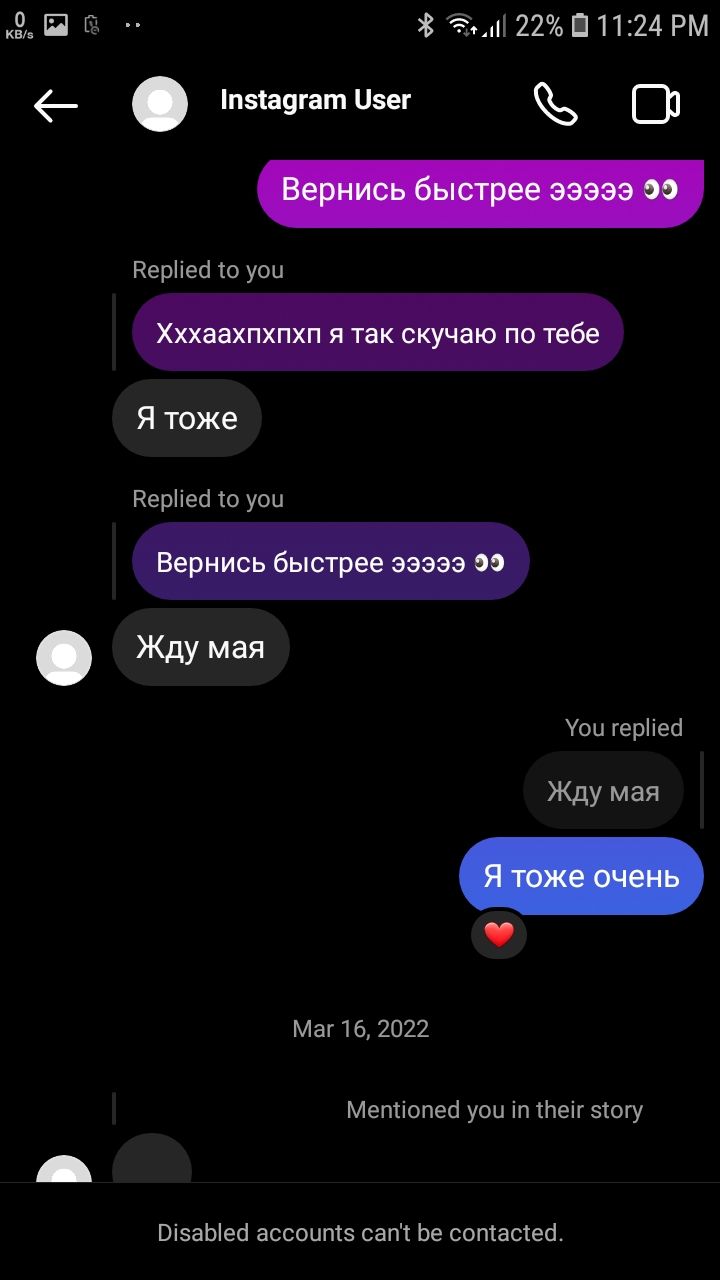 0
KB/s
22% 11:24 PM
Instagram User
Вернись быстрее эээээ 👀
Replied to you
Хххаахпхпхп я так скучаю по тебе
Я тоже
Replied to you
Вернись быстрее эээээ 👀
Жду мая
You replied
Жду мая
Я тоже очень
❤️
Mar 16, 2022
Mentioned you in their story
Disabled accounts can't be contacted.